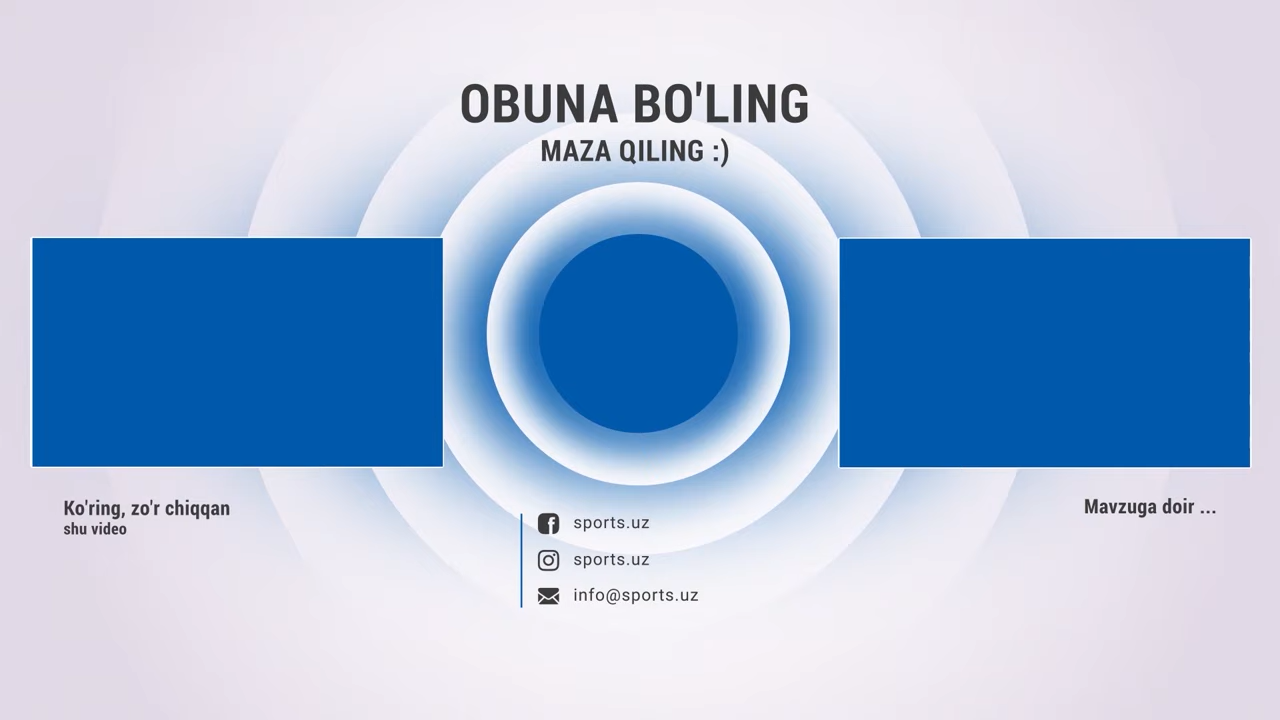 OBUNA BO'LING
MAZA QILING :)
Ko'ring, zo'r chiqqan
shu video
Mavzuga doir ...
sports.uz
sports.uz
info@sports.uz